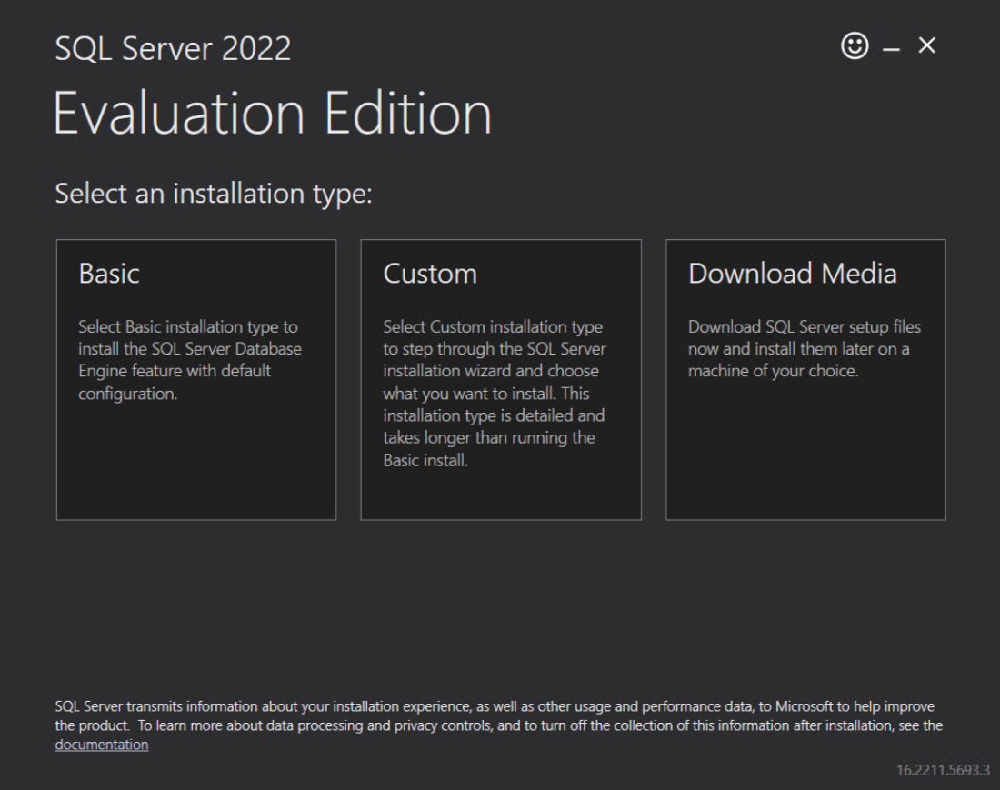 SQL Server 2022
Evaluation Edition
Select an installation type:
Basic
Select Basic installation type to
install the SQL Server Database
Engine feature with default
configuration.
Custom
Select Custom installation type
to step through the SQL Server
installation wizard and choose
what you want to install. This
installation type is detailed and
takes longer than running the
Basic install.
Download Media
Download SQL Server setup files
now and install them later on a
machine of your choice.
SQL Server transmits information about your installation experience, as well as other usage and performance data, to Microsoft to help improve
the product.  To learn more about data processing and privacy controls, and to turn off the collection of this information after installation, see the
documentation
16.2211.5693.3